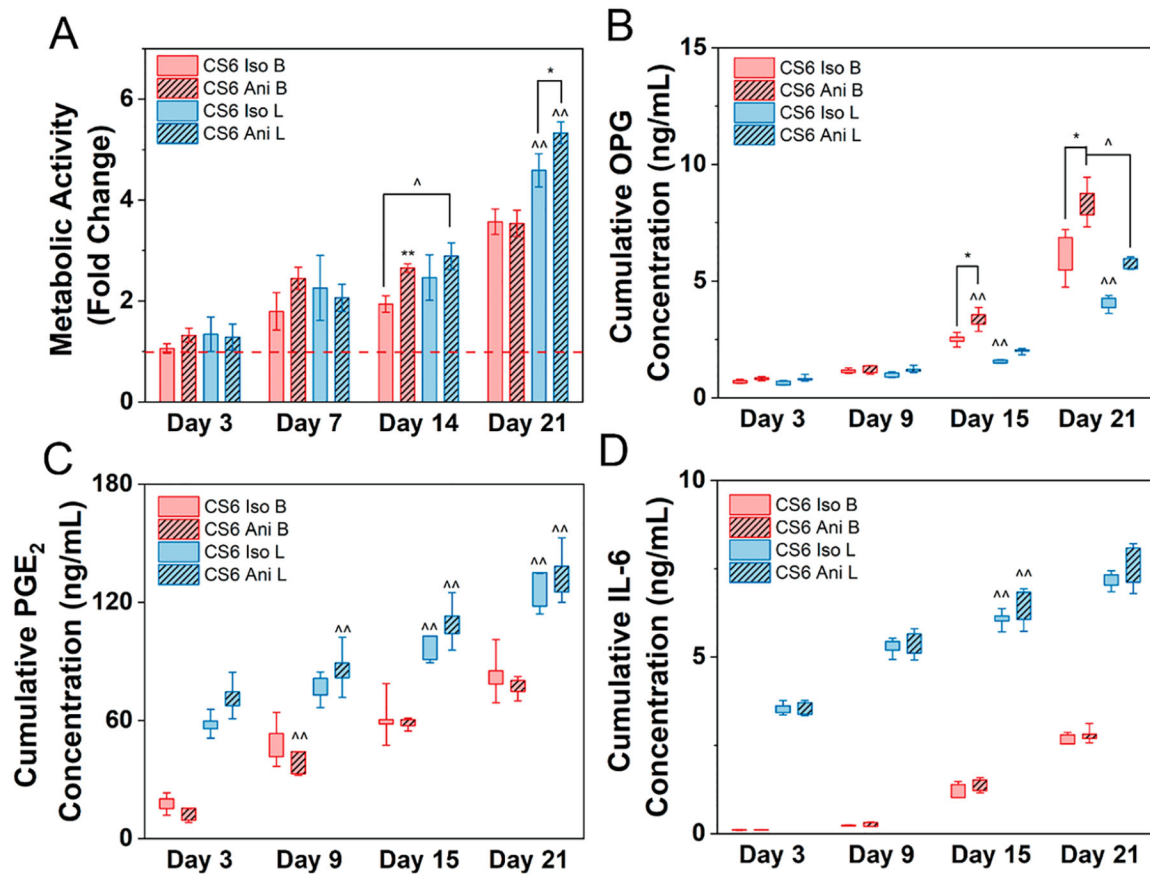 A
Metabolic Activity
(Fold Change)
6
4
2
0
CS6 Iso B
CS6 Ani B
CS6 Iso L
CS6 Ani L
^
**
^^
*
^^
Day 3 Day 7 Day 14 Day 21
B
Cumulative OPG
Concentration (ng/mL)
15
10
5
0
CS6 Iso B
CS6 Ani B
CS6 Iso L
CS6 Ani L
*
^^
^^
*
^
^^
Day 3 Day 9 Day 15 Day 21
C
Cumulative PGE₂
Concentration (ng/mL)
180
120
60
0
CS6 Iso B
CS6 Ani B
CS6 Iso L
CS6 Ani L
^^
^^
^^
^^
^^
^^
Day 3 Day 9 Day 15 Day 21
D
Cumulative IL-6
Concentration (ng/mL)
10
5
0
CS6 Iso B
CS6 Ani B
CS6 Iso L
CS6 Ani L
^^
^^
Day 3 Day 9 Day 15 Day 21